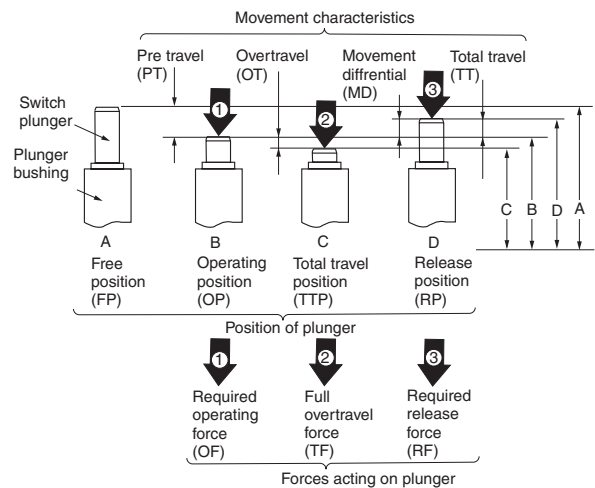 Movement characteristics
Pre travel
(PT)
Overtravel
(OT)
Movement
diffrential
(MD)
Total travel
(TT)
1
2
3
Switch
plunger
Plunger
bushing
C
B
D
A
A
B
C
D
Free
position
(FP)
Operating
position
(OP)
Total travel
position
(TTP)
Release
position
(RP)
Position of plunger
1
2
3
Required
operating
force
(OF)
Full
overtravel
force
(TF)
Required
release
force
(RF)
Forces acting on plunger